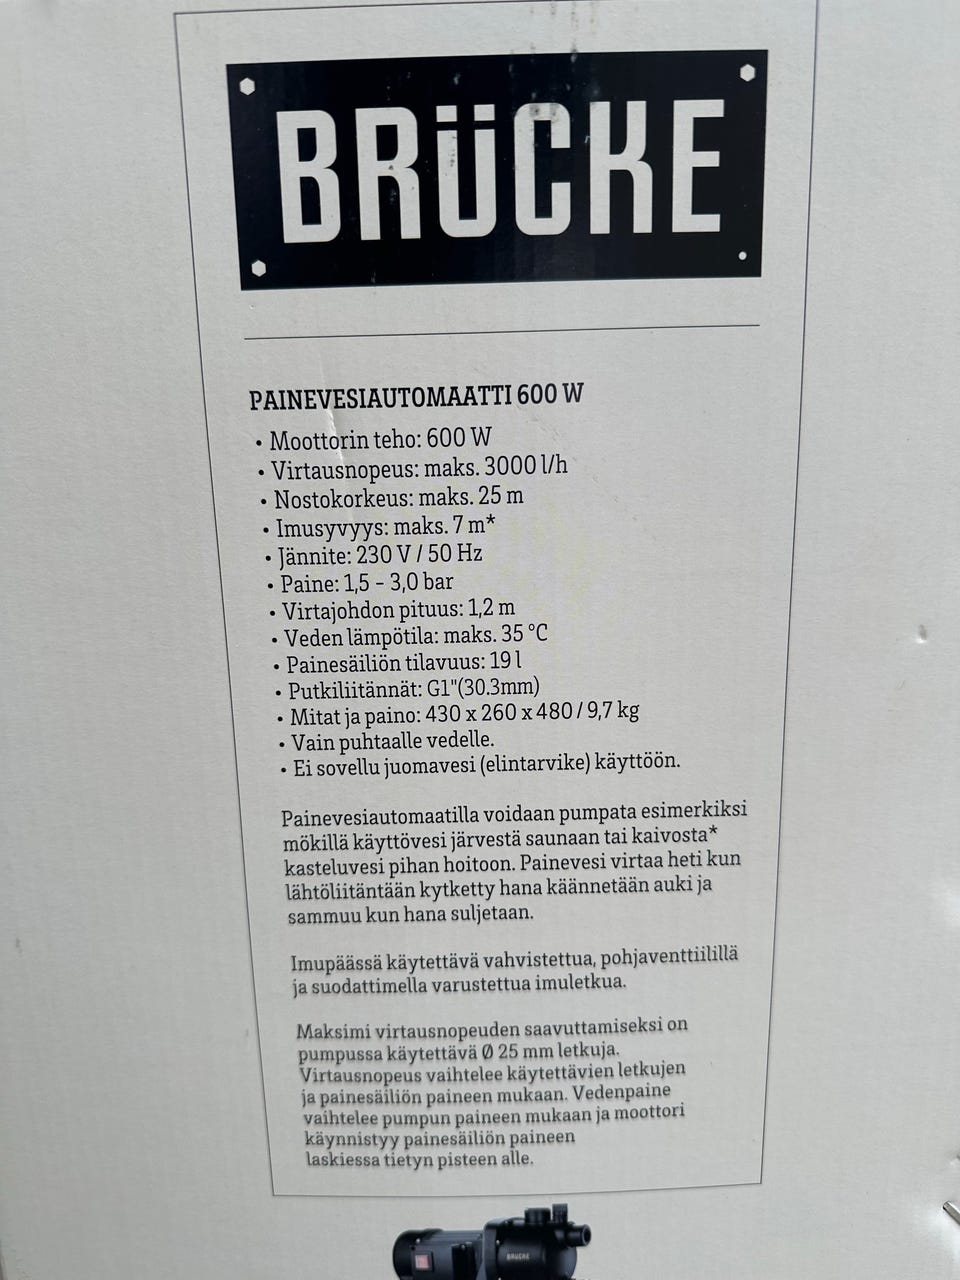 BRÜCKE
PAINEVESIAUTOMAATTI 600 W
• Moottorin teho: 600 W
• Virtausnopeus: maks. 3000 l/h
• Nostokorkeus: maks. 25 m
• Imusyvyys: maks. 7 m*
• Jännite: 230 V / 50 Hz
• Paine: 1,5 – 3,0 bar
• Virtajohdon pituus: 1,2 m
• Veden lämpötila: maks. 35 °C
• Painesäiliön tilavuus: 19 l
• Putkiliitännät: G1"(30.3mm)
• Mitat ja paino: 430 x 260 x 480 / 9,7 kg
• Vain puhtaalle vedelle.
• Ei sovellu juomavesi (elintarvike) käyttöön.
Painevesiautomaatilla voidaan pumpata esimerkiksi
mökillä käyttövesi järvestä saunaan tai kaivosta*
kasteluvesi pihan hoitoon. Painevesi virtaa heti kun
lähtöliitäntään kytketty hana käännetään auki ja
sammuu kun hana suljetaan.
Imupäässä käytettävä vahvistettua, pohjaventtiilillä
ja suodattimella varustettua imuletkua.
Maksimi virtausnopeuden saavuttamiseksi on
pumpussa käytettävä Ø 25 mm letkuja.
Virtausnopeus vaihtelee käytettävien letkujen
ja painesäiliön paineen mukaan. Vedenpaine
vaihtelee pumpun paineen mukaan ja moottori
käynnistyy painesäiliön paineen
laskiessa tietyn pisteen alle.
BRÜCKE